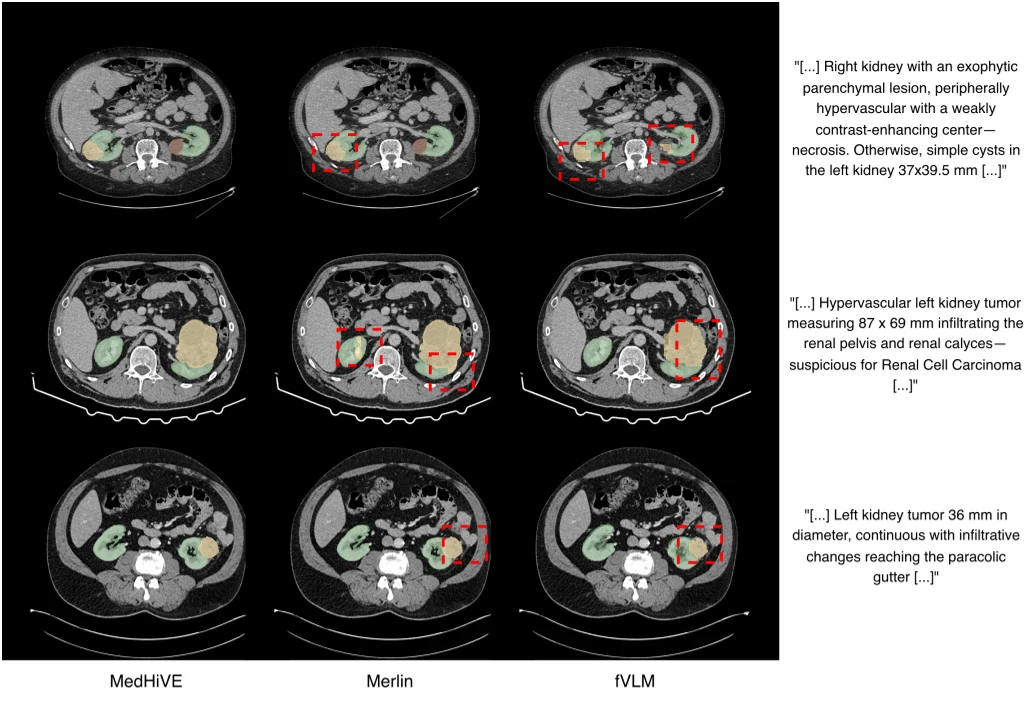 "[...] Right kidney with an exophytic
parenchymal lesion, peripherally
hypervascular with a weakly
contrast-enhancing center—
necrosis. Otherwise, simple cysts in
the left kidney 37x39.5 mm [...]"
"[...] Hypervascular left kidney tumor
measuring 87 x 69 mm infiltrating the
renal pelvis and renal calyces—
suspicious for Renal Cell Carcinoma
[...]"
"[...] Left kidney tumor 36 mm in
diameter, continuous with infiltrative
changes reaching the paracolic
gutter [...]"
MedHiVE
Merlin
fVLM